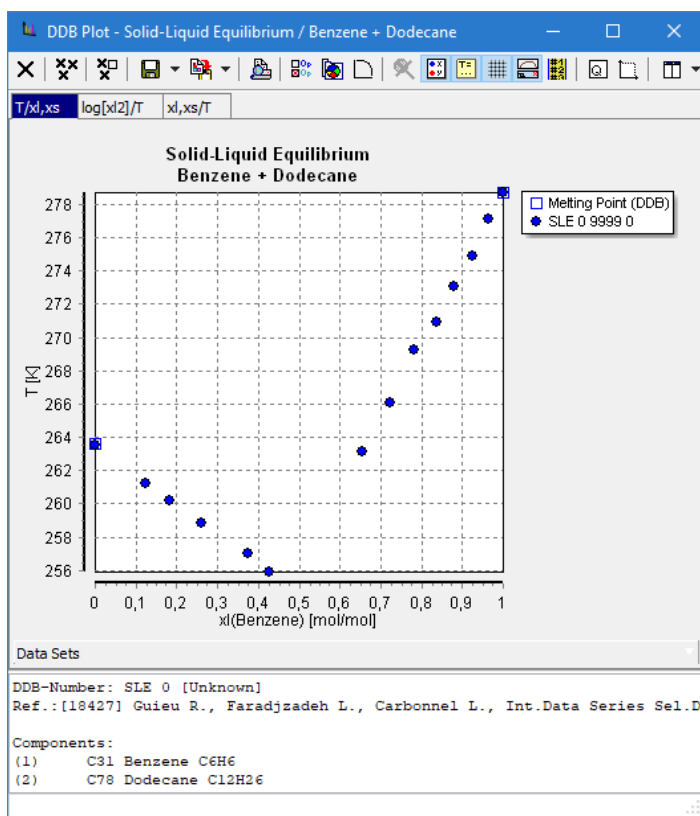 DDB Plot - Solid-Liquid Equilibrium / Benzene + Dodecane
T/xl,xs log[xl2]/T xl,xs/T
Solid-Liquid Equilibrium
Benzene + Dodecane
Melting Point (DDB)
SLE 0 9999 0
278
276
274
272
270
268
266
264
262
260
258
256
T [K]
0 0,1 0,2 0,3 0,4 0,5 0,6 0,7 0,8 0,9 1
xl(Benzene) [mol/mol]
Data Sets
DDB-Number: SLE 0 [Unknown]
Ref.:[18427] Guieu R., Faradjzadeh L., Carbonnel L., Int.Data Series Sel.D
Components:
(1) C31 Benzene C6H6
(2) C78 Dodecane C12H26